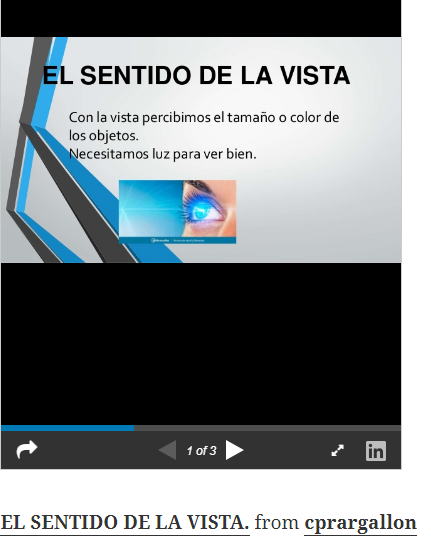 EL SENTIDO DE LA VISTA
Con la vista percibimos el tamaño o color de
los objetos.
Necesitamos luz para ver bien.
1 of 3
in
EL SENTIDO DE LA VISTA. from cprargallon